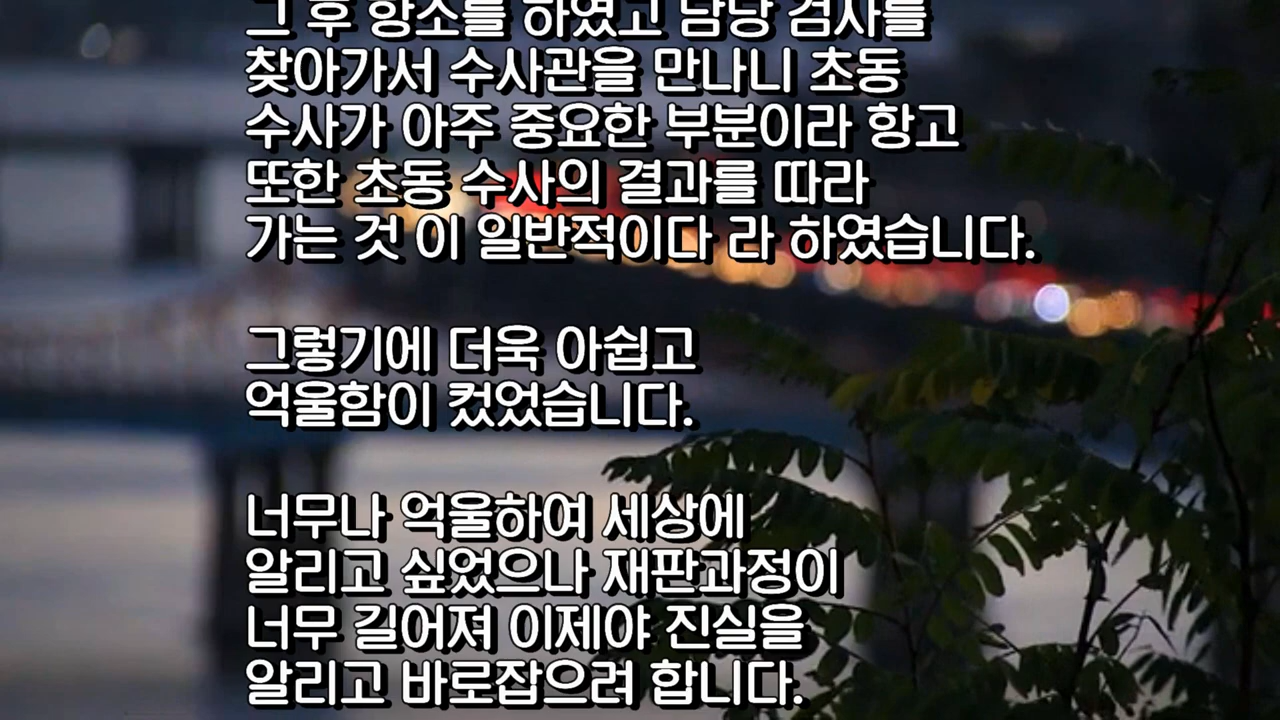 그 후 항소를 하였고 담당 검사를
찾아가서 수사관을 만나니 초동
수사가 아주 중요한 부분이라 항고
또한 초동 수사의 결과를 따라
가는 것 이 일반적이다 라 하였습니다.
그렇기에 더욱 아쉽고
억울함이 컸었습니다.
너무나 억울하여 세상에
알리고 싶었으나 재판과정이
너무 길어져 이제야 진실을
알리고 바로잡으려 합니다.